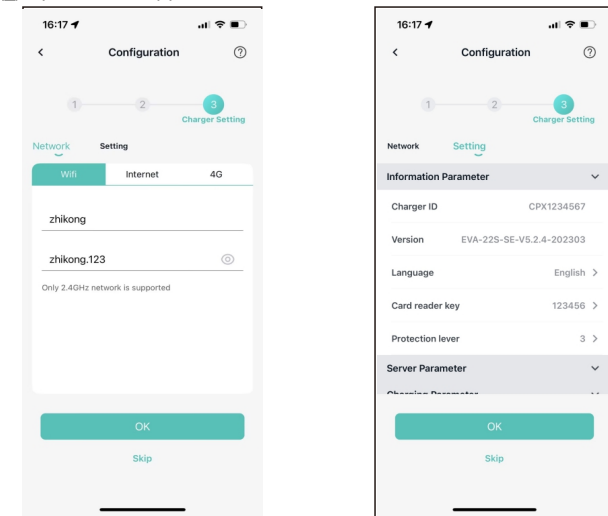 16:17
Configuration
1 2 3
Charger Setting
Network Setting
Wifi Internet 4G
zhikong
zhikong.123
Only 2.4GHz network is supported
OK
Skip
16:17
Configuration
1 2 3
Charger Setting
Network Setting
Information Parameter
Charger ID CPX1234567
Version EVA-22S-SE-V5.2.4-202303
Language English
Card reader key 123456
Protection lever 3
Server Parameter
Charging Parameter
OK
Skip